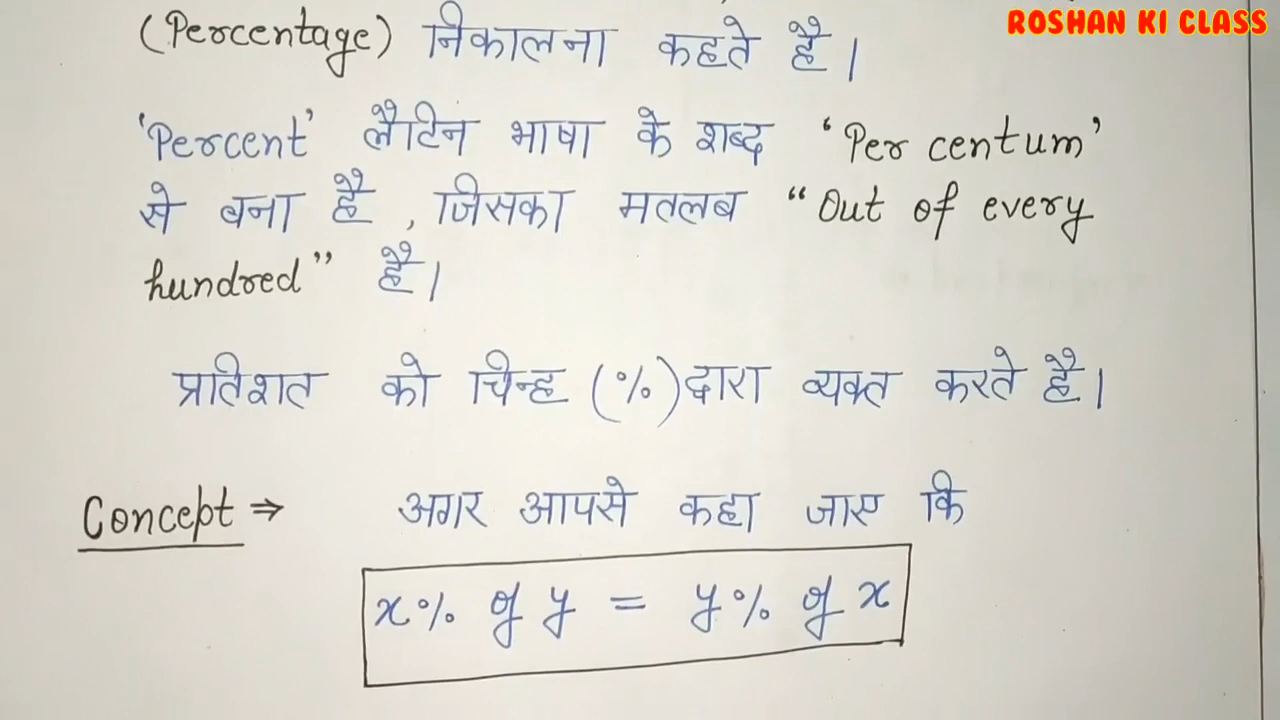 ROSHAN KI CLASS
(Percentage) निकालना कहते है।
'Percent' लैटिन भाषा के शब्द 'Per centum'
से बना है , जिसका मतलब "Out of every
hundred" है।
प्रतिशत को चिन्ह (%) द्वारा व्यक्त करते है।
Concept ⇒ अगर आपसे कहा जाए कि
x% of y = y% of x